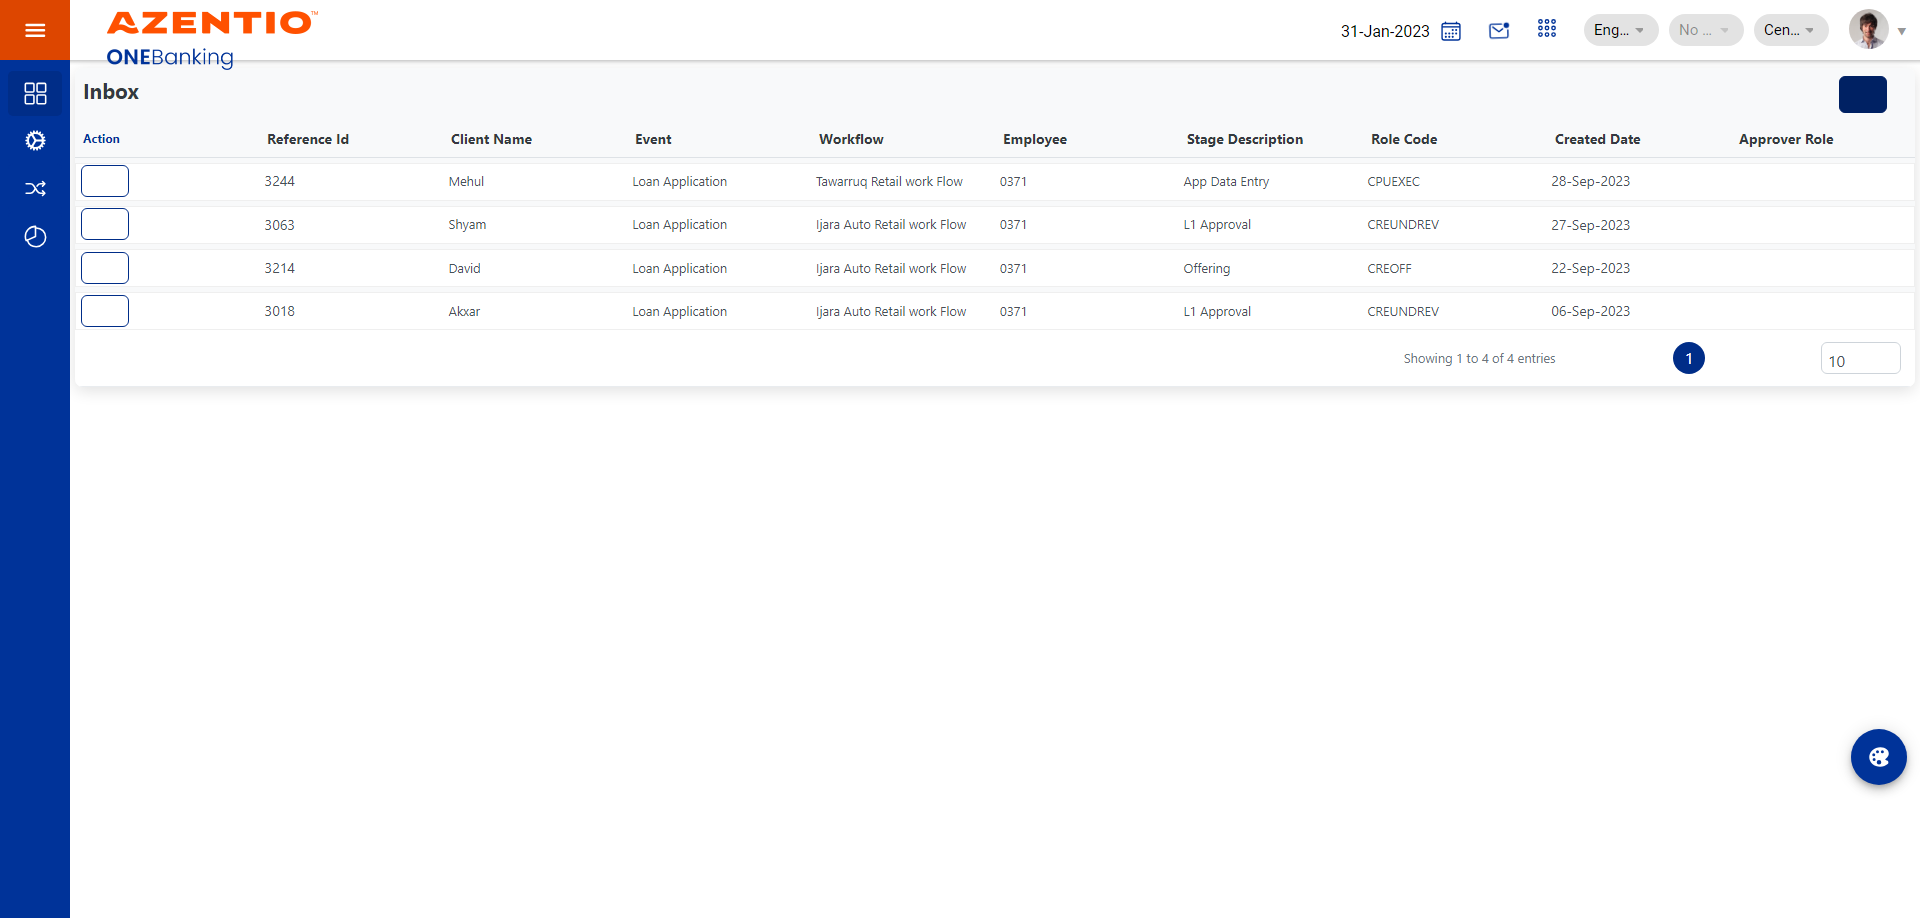 AZENTIO™
ONEBanking
31-Jan-2023 Eng... No ... Cen...
Inbox
Action Reference Id Client Name Event Workflow Employee Stage Description Role Code Created Date Approver Role
3244 Mehul Loan Application Tawarruq Retail work Flow 0371 App Data Entry CPUEXEC 28-Sep-2023
3063 Shyam Loan Application Ijara Auto Retail work Flow 0371 L1 Approval CREUNDREV 27-Sep-2023
3214 David Loan Application Ijara Auto Retail work Flow 0371 Offering CREOFF 22-Sep-2023
3018 Akxar Loan Application Ijara Auto Retail work Flow 0371 L1 Approval CREUNDREV 06-Sep-2023
Showing 1 to 4 of 4 entries 1 10